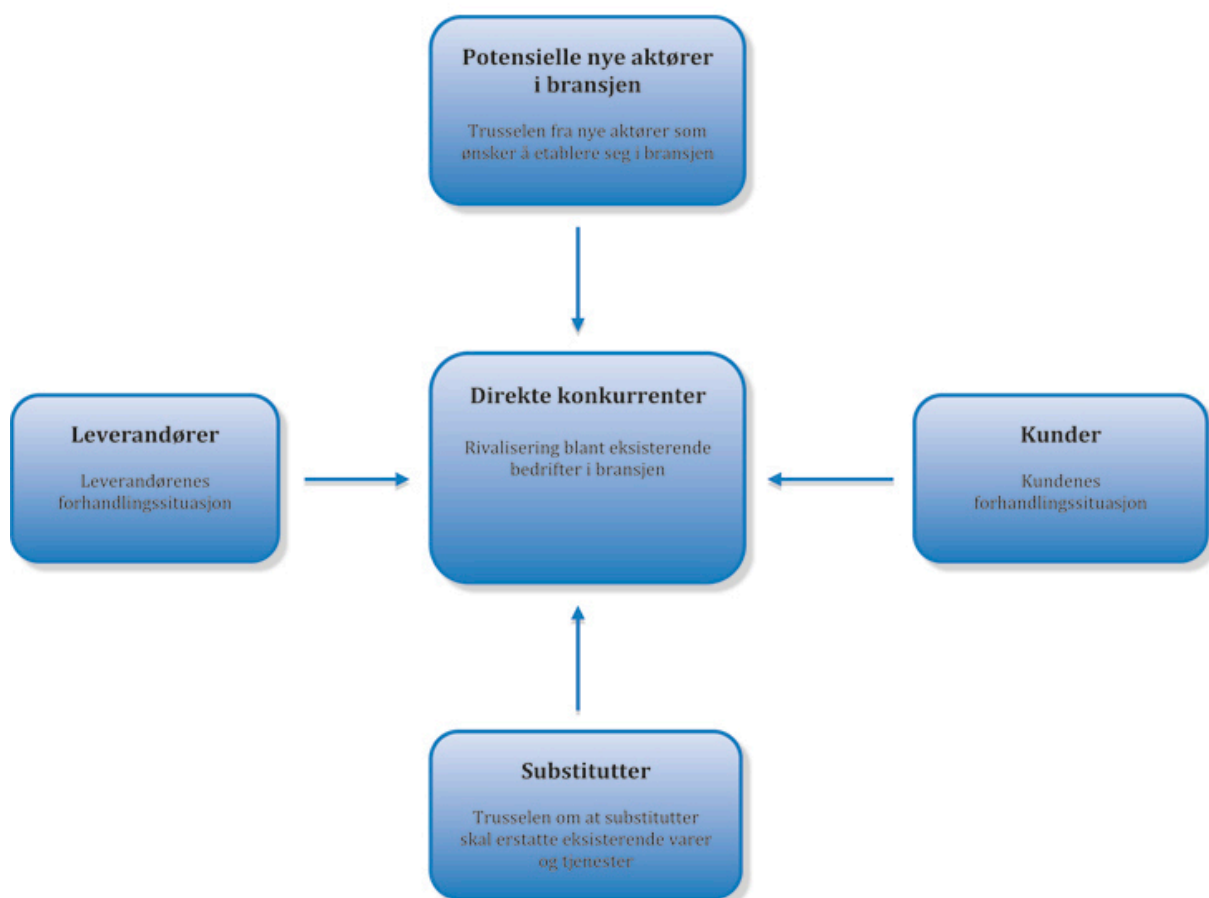 Potensielle nye aktører
i bransjen
Trusselen fra nye aktører som
ønsker å etablere seg i bransjen
Leverandører
Leverandørenes
forhandlingssituasjon
Direkte konkurrenter
Rivalisering blant eksisterende
bedrifter i bransjen
Kunder
Kundenes
forhandlingssituasjon
Substitutter
Trusselen om at substitutter
skal erstatte eksisterende varer
og tjenester